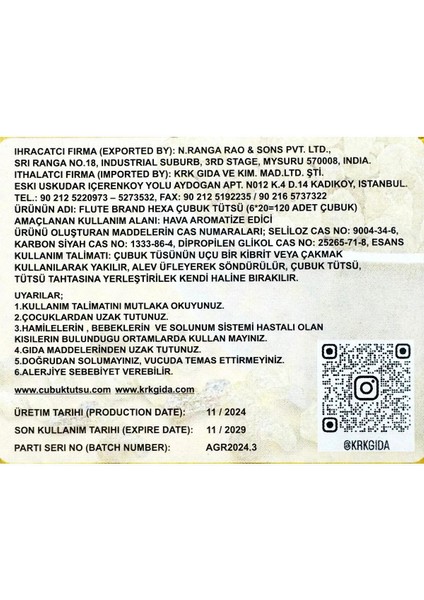 IHRACATCI FIRMA (EXPORTED BY): N.RANGA RAO & SONS PVT. LTD.,
SRI RANGA NO.18, INDUSTRIAL SUBURB, 3RD STAGE, MYSURU 570008, INDIA.
ITHALATCI FIRMA (IMPORTED BY): KRK GIDA VE KIM. MAD.LTD. ŞTİ.
ESKI USKUDAR IÇERENKOY YOLU AYDOGAN APT. N012 K.4 D.14 KADIKÖY, ISTANBUL.
TEL.: 90 212 5220973 – 5273532, FAX: 90 212 5192235 / 90 216 5737322
ÜRÜNÜN ADI: FLUTE BRAND HEXA ÇUBUK TÜTSÜ (6*20=120 ADET ÇUBUK)
AMAÇLANAN KULLANIM ALANI: HAVA AROMATIZE EDİCİ
ÜRÜNÜ OLUŞTURAN MADDELERİN CAS NUMARALARI; SELİLOZ CAS NO: 9004-34-6,
KARBON SİYAH CAS NO: 1333-86-4, DİPROPİLEN GLİKOL CAS NO: 25265-71-8, ESANS
KULLANIM TALİMATI: ÇUBUK TÜSÜNÜN UÇU BİR KİBRİT VEYA ÇAKMAK
KULLANILARAK YAKILIR, ALEV ÜFLEYEREK SÖNDÜRÜLÜR, ÇUBUK TÜTSÜ,
TÜTSÜ TAHTASINA YERLEŞTİRİLEK KENDİ HALİNE BIRAKILIR.
UYARILAR;
1.KULLANIM TALİMATINI MUTLAKA OKUYUNUZ.
2.ÇOCUKLARDAN UZAK TUTUNUZ.
3.HAMİLELERİN , BEBEKLERİN VE SOLUNUM SİSTEMİ HASTALI OLAN
KISILERIN BULUNDUGU ORTAMLARDA KULLAN MAYINIZ.
4.GIDA MADDELERİNDEN UZAK TUTUNUZ.
5.DOĞRUDAN SOLUMAYINIZ, VUCUDA TEMAS ETTİRMEYİNİZ.
6.ALERJİYE SEBEBİYET VEREBİLİR.
www.cubuktutsu.com www.krkgida.com
ÜRETIM TARIHI (PRODUCTION DATE): 11 / 2024
SON KULLANIM TARIHI (EXPIRE DATE): 11 / 2029
PARTI SERI NO (BATCH NUMBER): AGR2024.3
@KRKGIDA